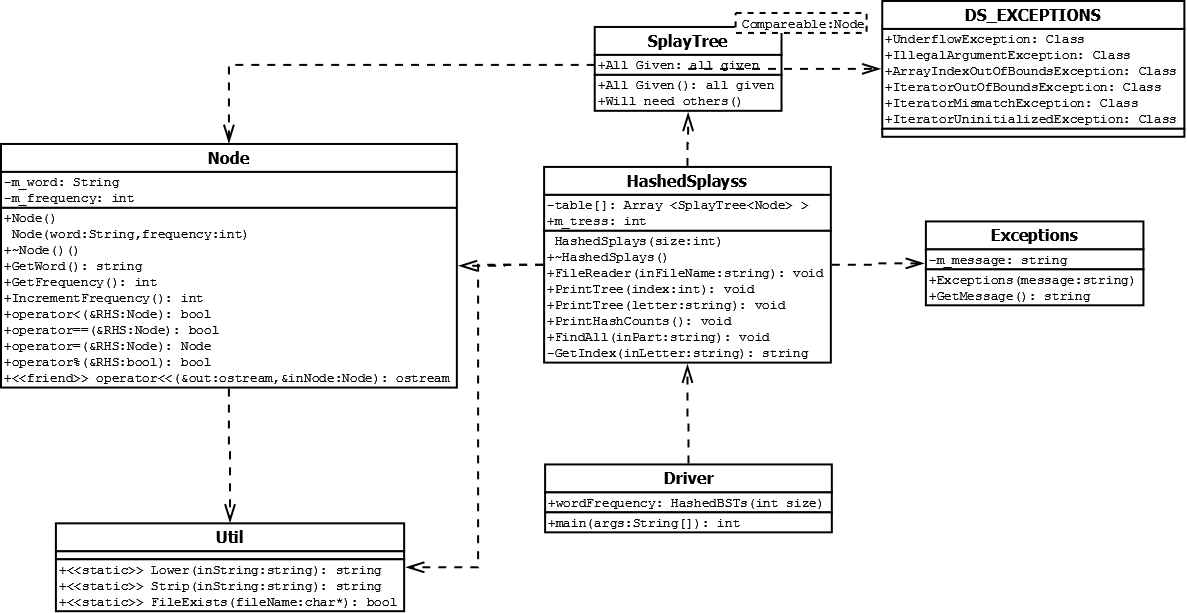 Compareable:Node
SplayTree
+All Given: all given
+All Given(): all given
+Will need others()
DS_EXCEPTIONS
+UnderflowException: Class
+IllegalArgumentException: Class
+ArrayIndexOutOfBoundsException: Class
+IteratorOutOfBoundsException: Class
+IteratorMismatchException: Class
+IteratorUninitializedException: Class
Node
-m_word: String
-m_frequency: int
+Node()
Node(word:String,frequency:int)
+~Node()()
+GetWord(): string
+GetFrequency(): int
+IncrementFrequency(): int
+operator<(&RHS:Node): bool
+operator==(&RHS:Node): bool
+operator=(&RHS:Node): Node
+operator%(&RHS:bool): bool
+<<friend>> operator<<(&out:ostream,&inNode:Node): ostream
HashedSplayss
-table[]: Array <SplayTree<Node> >
+m_tress: int
HashedSplays(size:int)
+~HashedSplays()
+FileReader(inFileName:string): void
+PrintTree(index:int): void
+PrintTree(letter:string): void
+PrintHashCounts(): void
+FindAll(inPart:string): void
-GetIndex(inLetter:string): string
Exceptions
-m_message: string
+Exceptions(message:string)
+GetMessage(): string
Driver
+wordFrequency: HashedBSTs(int size)
+main(args:String[]): int
Util
+<<static>> Lower(inString:string): string
+<<static>> Strip(inString:string): string
+<<static>> FileExists(fileName:char*): bool